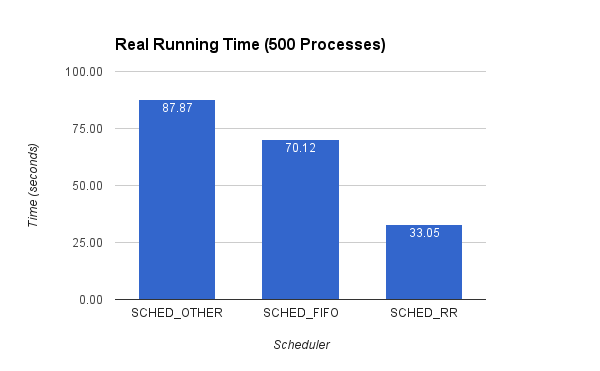 Real Running Time (500 Processes)
100.00
75.00
50.00
25.00
0.00
Time (seconds)
87.87
70.12
33.05
SCHED_OTHER
SCHED_FIFO
SCHED_RR
Scheduler